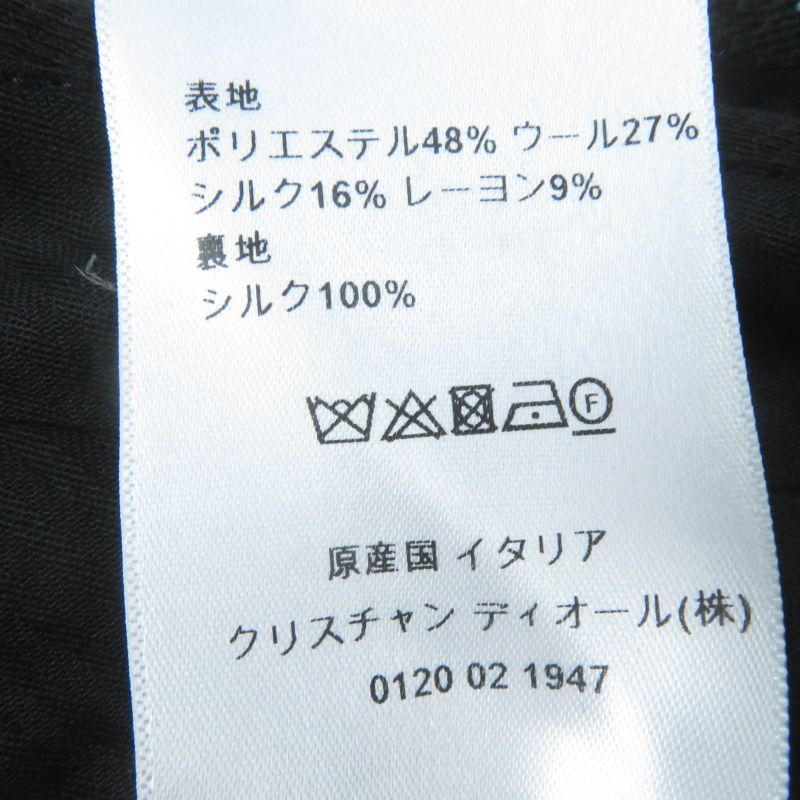 表地
ポリエステル48% ウール27%
シルク16% レーヨン9%
裏地
シルク100%
F
原産国 イタリア
クリスチャン ディオール(株)
0120 02 1947